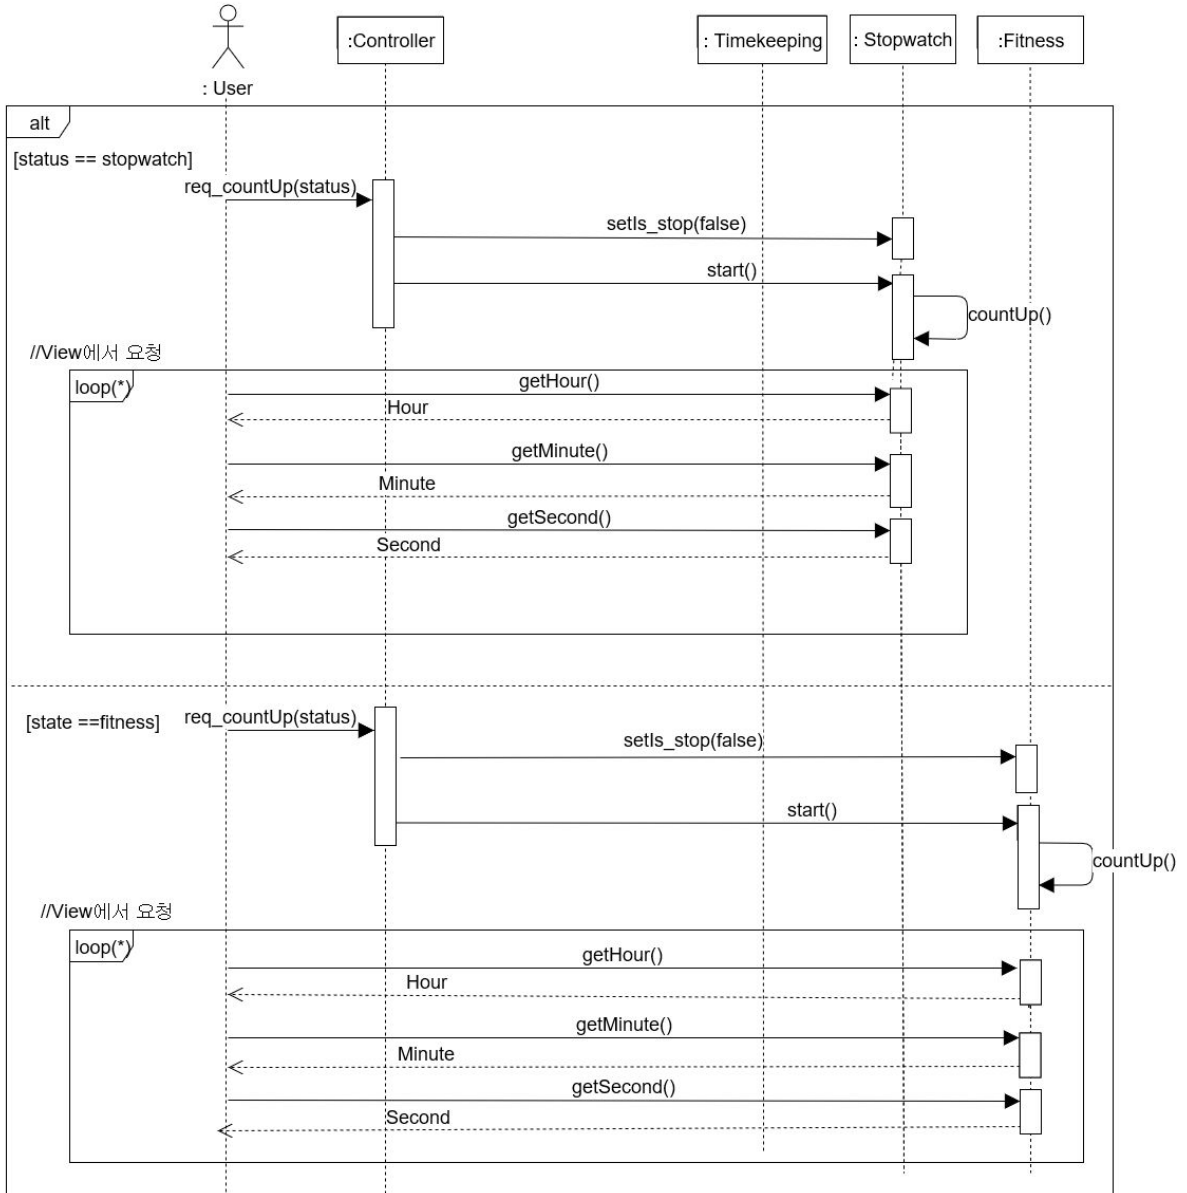 :Controller
: Timekeeping
: Stopwatch
:Fitness
: User
alt
[status == stopwatch]
req_countUp(status)
setIs_stop(false)
start()
countUp()
//View에서 요청
loop(*)
getHour()
Hour
getMinute()
Minute
getSecond()
Second
[state ==fitness]
req_countUp(status)
setIs_stop(false)
start()
countUp()
//View에서 요청
loop(*)
getHour()
Hour
getMinute()
Minute
getSecond()
Second